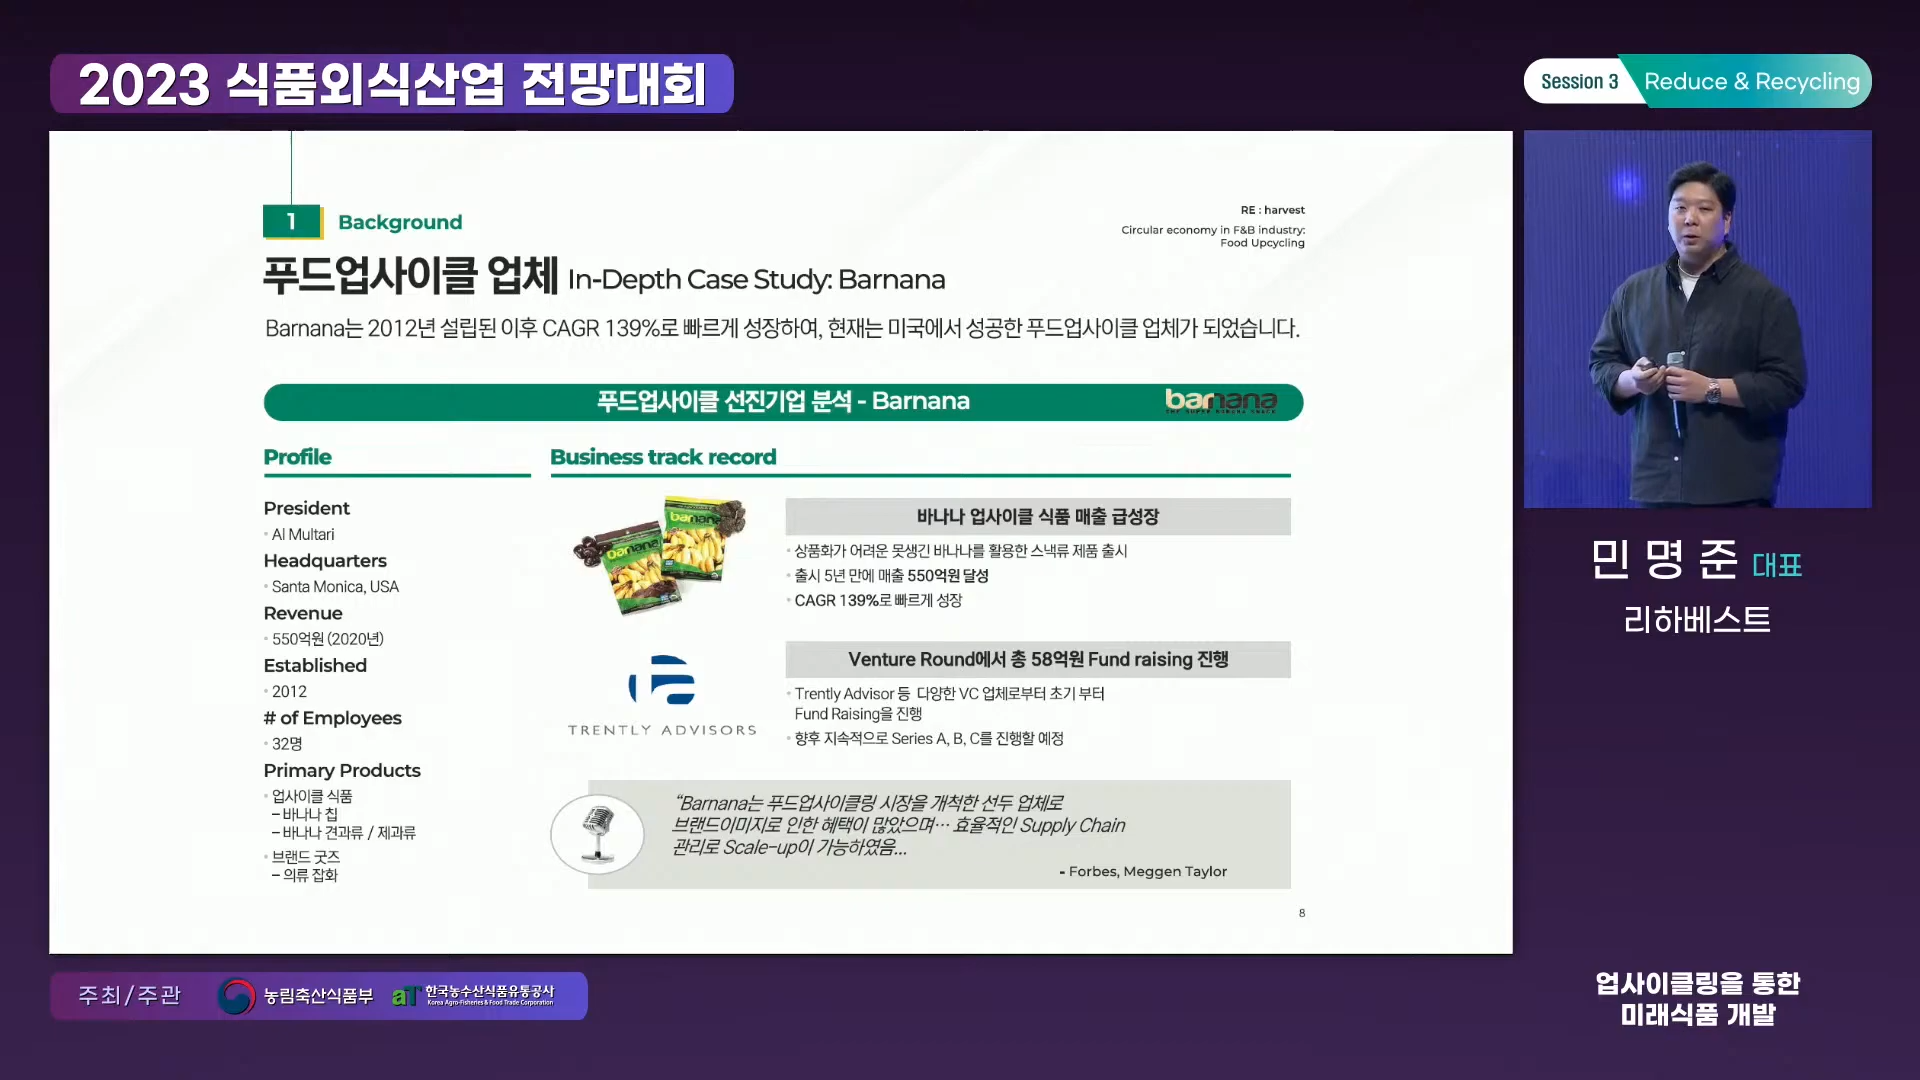 2023 식품외식산업 전망대회
Session 3 Reduce & Recycling
1 Background
RE : harvest
Circular economy in F&B industry:
Food Upcycling
푸드업사이클 업체 In-Depth Case Study: Barnana
Barnana는 2012년 설립된 이후 CAGR 139%로 빠르게 성장하여, 현재는 미국에서 성공한 푸드업사이클 업체가 되었습니다.
푸드업사이클 선진기업 분석 - Barnana
barnana
Profile
President
· Al Multari
Headquarters
· Santa Monica, USA
Revenue
· 550억원 (2020년)
Established
· 2012
# of Employees
· 32명
Primary Products
· 업사이클 식품
– 바나나 칩
– 바나나 견과류 / 제과류
· 브랜드 굿즈
– 의류 잡화
Business track record
barnana
barnana
바나나 업사이클 식품 매출 급성장
· 상품화가 어려운 못생긴 바나나를 활용한 스낵류 제품 출시
· 출시 5년 만에 매출 550억원 달성
· CAGR 139%로 빠르게 성장
TRENTLY ADVISORS
Venture Round에서 총 58억원 Fund raising 진행
· Trently Advisor 등 다양한 VC 업체로부터 초기 부터
Fund Raising을 진행
· 향후 지속적으로 Series A, B, C를 진행할 예정
“Barnana는 푸드업사이클링 시장을 개척한 선두 업체로
브랜드이미지로 인한 혜택이 많았으며… 효율적인 Supply Chain
관리로 Scale-up이 가능하였음...
- Forbes, Meggen Taylor
8
민명준 대표
리하베스트
업사이클링을 통한
미래식품 개발
주최/주관 농림축산식품부 aT 한국농수산식품유통공사
Korea Agro-Fisheries & Food Trade Corporation